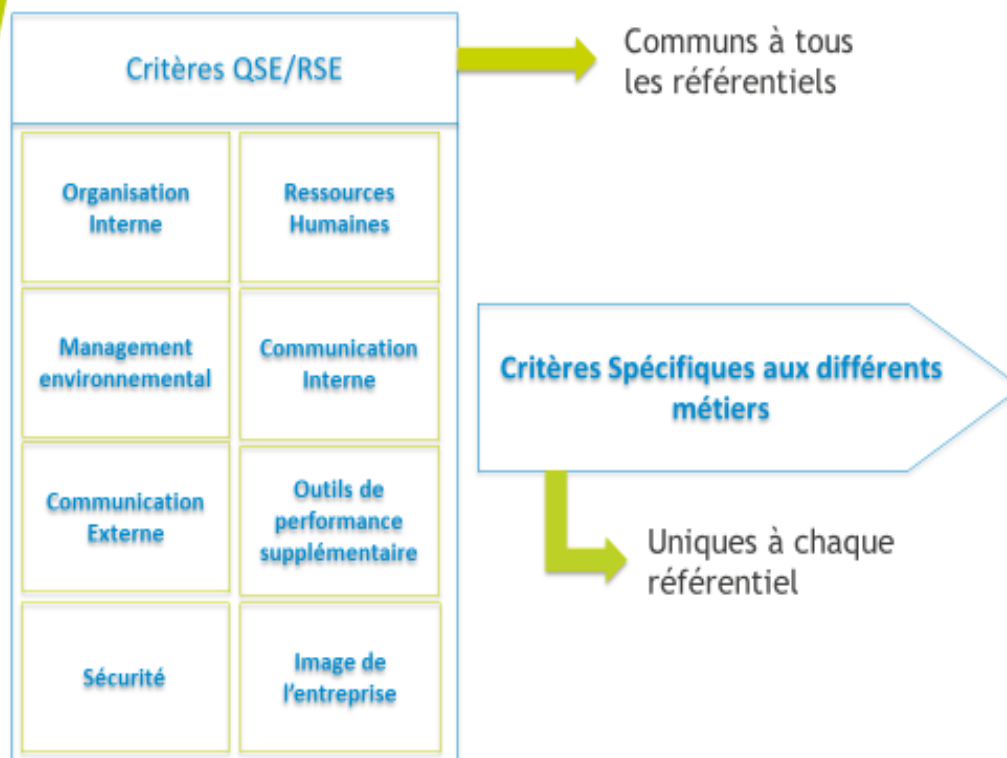 Critères QSE/RSE
Communs à tous
les référentiels
Organisation
Interne
Ressources
Humaines
Management
environnemental
Communication
Interne
Critères Spécifiques aux différents
métiers
Communication
Externe
Outils de
performance
supplémentaire
Uniques à chaque
référentiel
Sécurité
Image de
l'entreprise